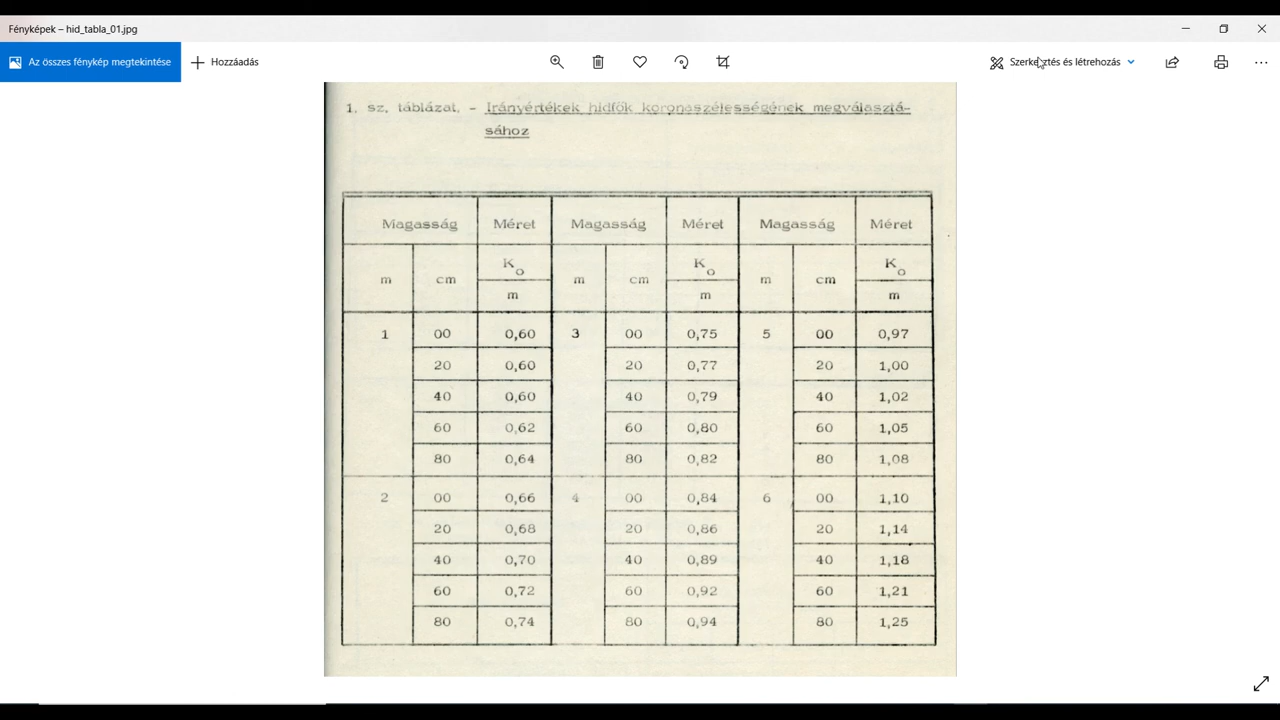 Fényképek – hid_tabla_01.jpg
Az összes fénykép megtekintése Hozzáadás Szerkesztés és létrehozás
1. sz. táblázat. - Irányértékek hidfők koronaszélességének megválasztá-
sához
Magasság Méret Magasság Méret Magasság Méret
m cm Ko m cm Ko m cm Ko
m m m
1 00 0,60 3 00 0,75 5 00 0,97
20 0,60 20 0,77 20 1,00
40 0,60 40 0,79 40 1,02
60 0,62 60 0,80 60 1,05
80 0,64 80 0,82 80 1,08
2 00 0,66 4 00 0,84 6 00 1,10
20 0,68 20 0,86 20 1,14
40 0,70 40 0,89 40 1,18
60 0,72 60 0,92 60 1,21
80 0,74 80 0,94 80 1,25